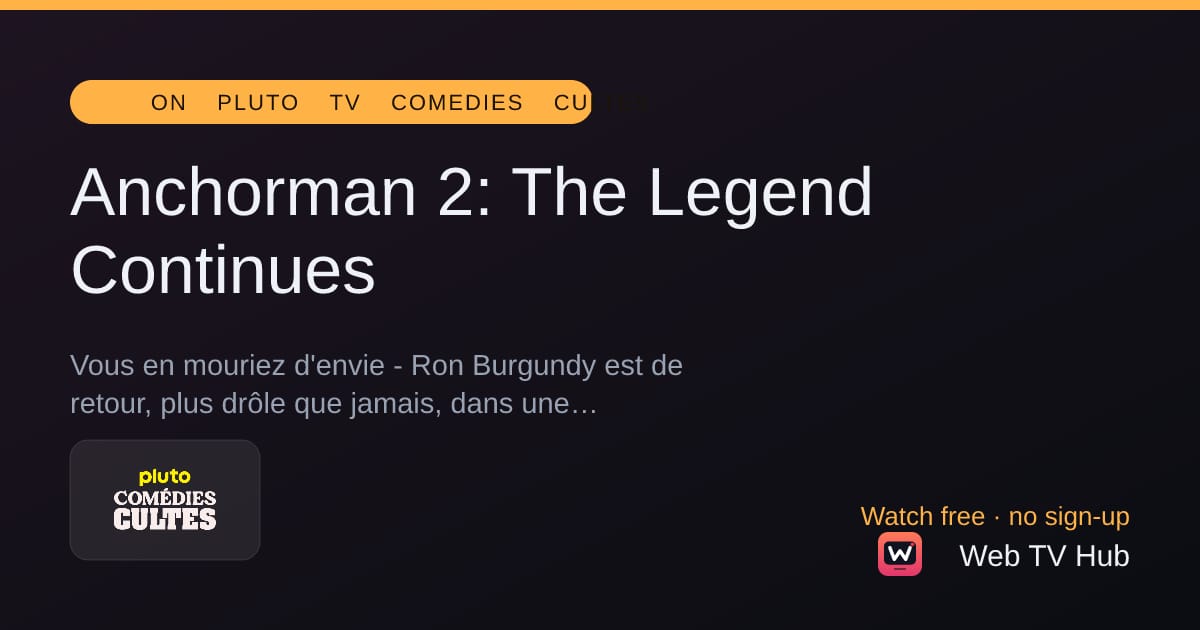 ON PLUTO TV COMEDIES CU
Anchorman 2: The Legend
Continues
Vous en mouriez d'envie - Ron Burgundy est de
retour, plus drôle que jamais, dans une…
pluto
COMÉDIES
CULTES
Watch free · no sign-up
W
Web TV Hub